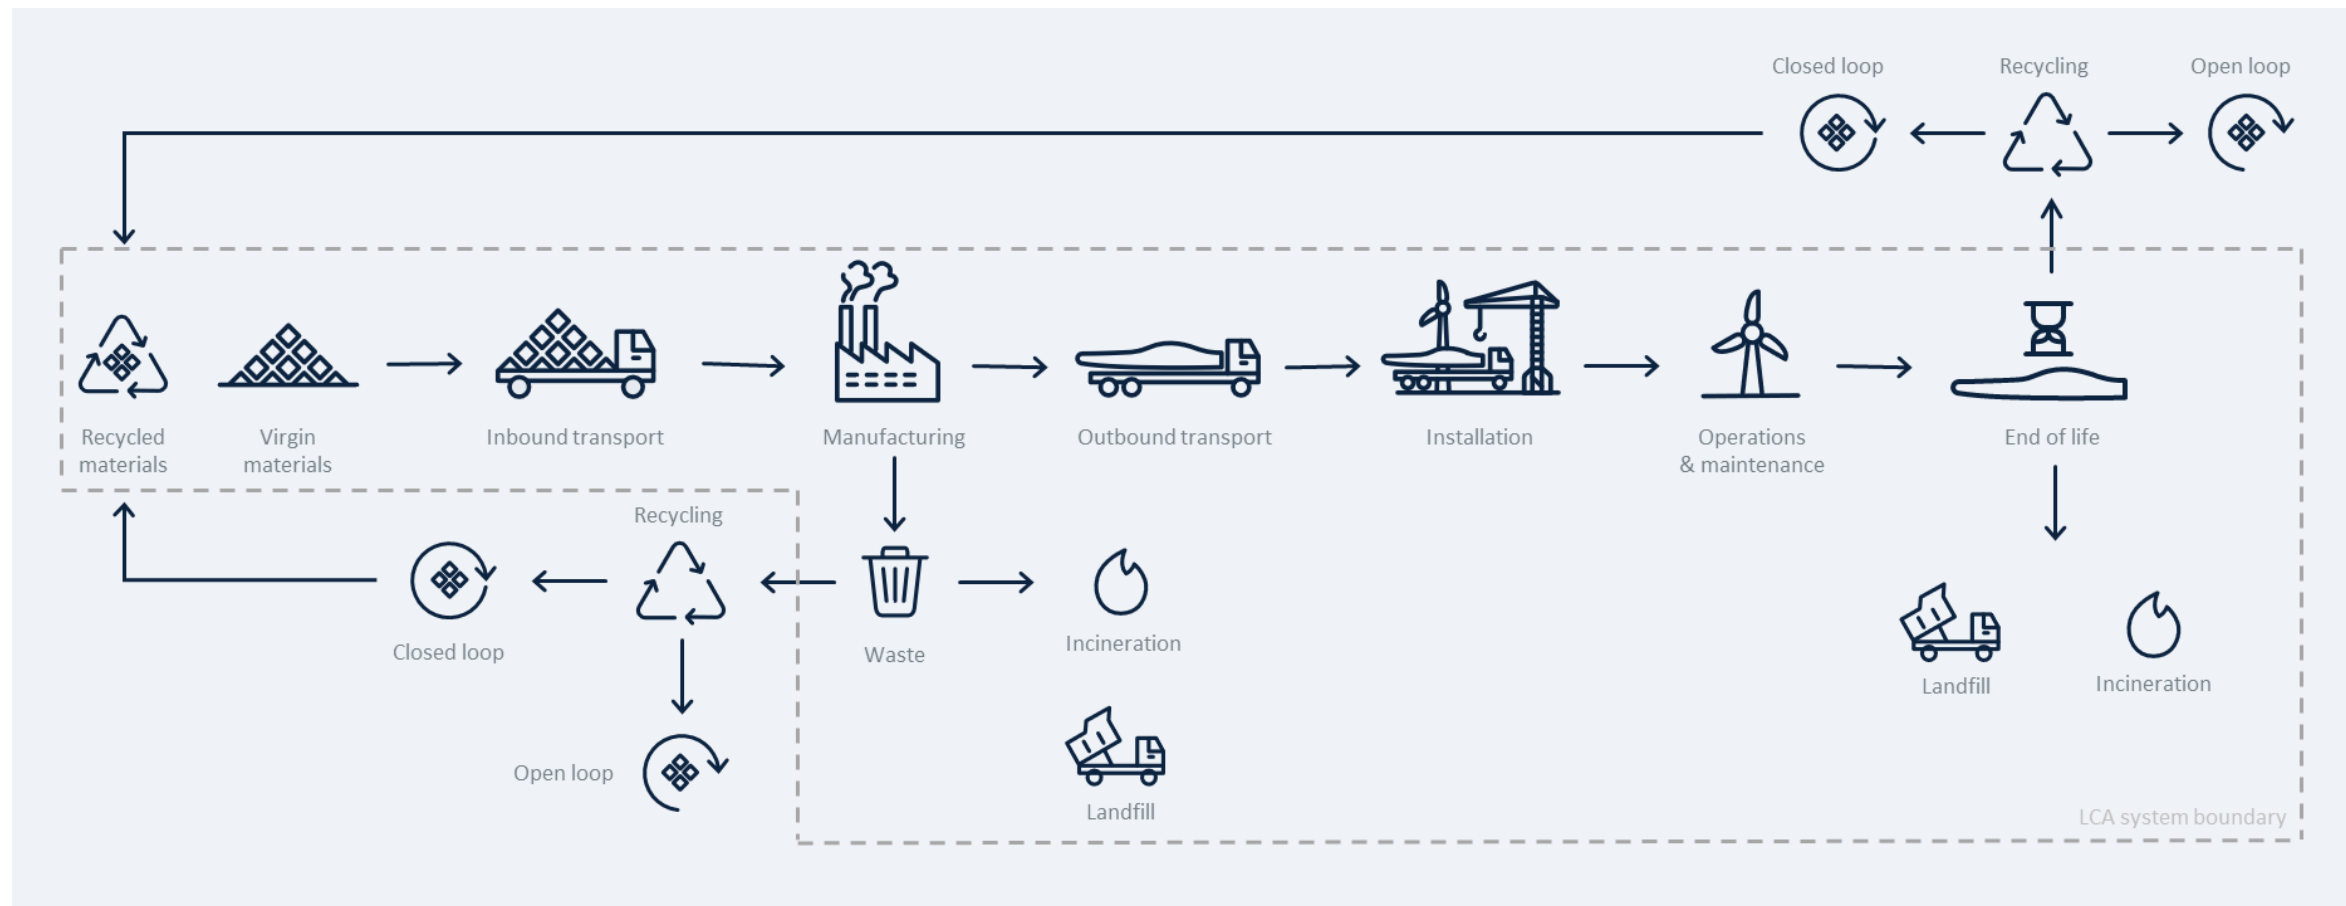 Closed loop
Recycling
Open loop
Recycled
materials
Virgin
materials
Inbound transport
Manufacturing
Outbound transport
Installation
Operations
& maintenance
End of life
Recycling
Closed loop
Waste
Incineration
Open loop
Landfill
Landfill
Incineration
LCA system boundary